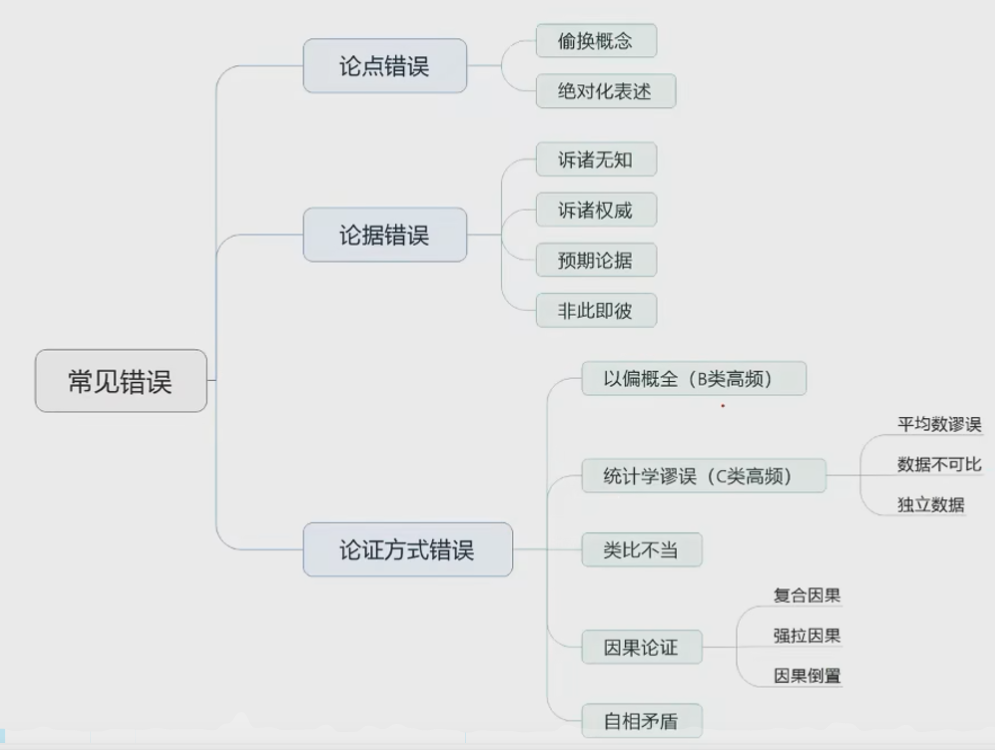 论点错误
偷换概念
绝对化表述
论据错误
诉诸无知
诉诸权威
预期论据
非此即彼
常见错误
论证方式错误
以偏概全（B类高频）
统计学谬误（C类高频）
平均数谬误
数据不可比
独立数据
类比不当
因果论证
复合因果
强拉因果
因果倒置
自相矛盾